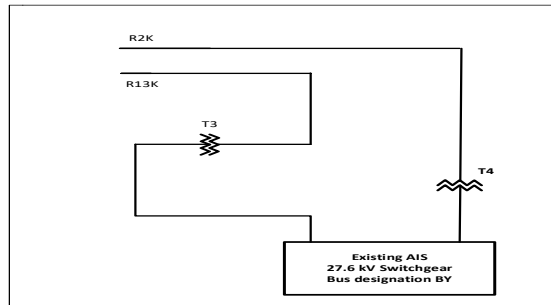 R2K
R13K
T3
T4
Existing AIS
27.6 kV Switchgear
Bus designation BY